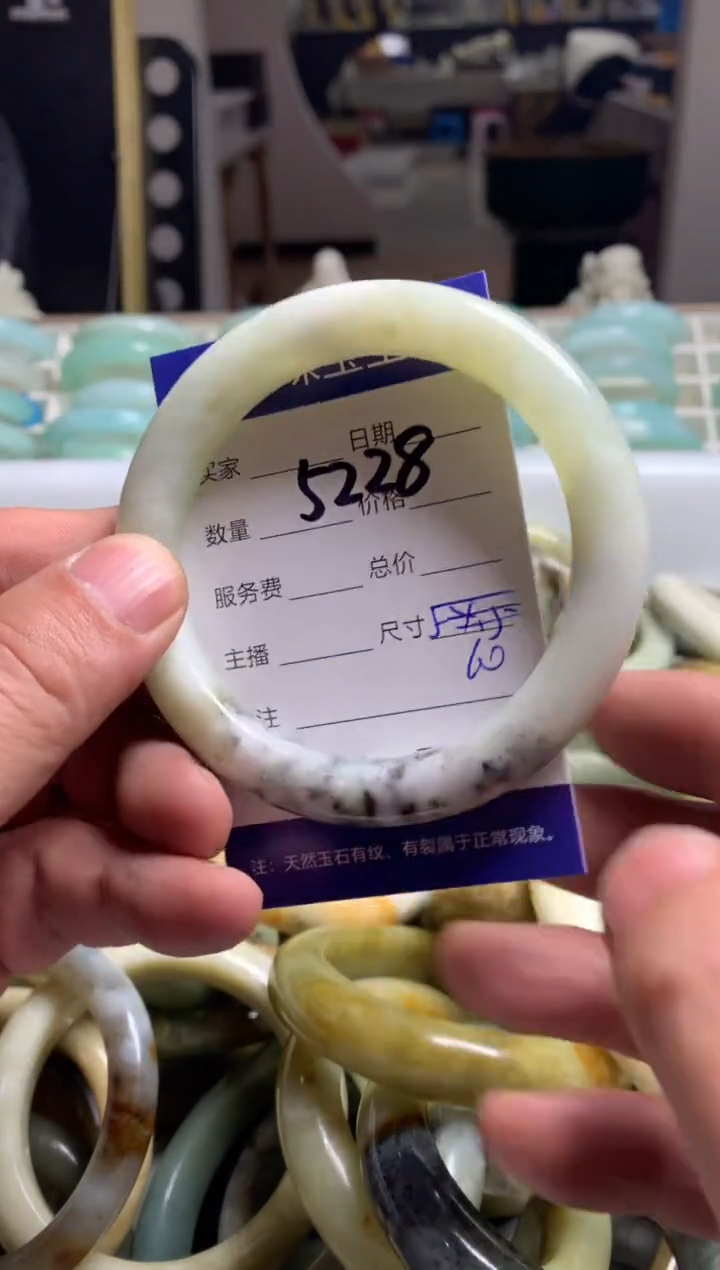 日期
买家
5228
价格
数量
总价
服务费
尺寸
60
主播
注
注：天然玉石有纹、有裂属于正常现象。